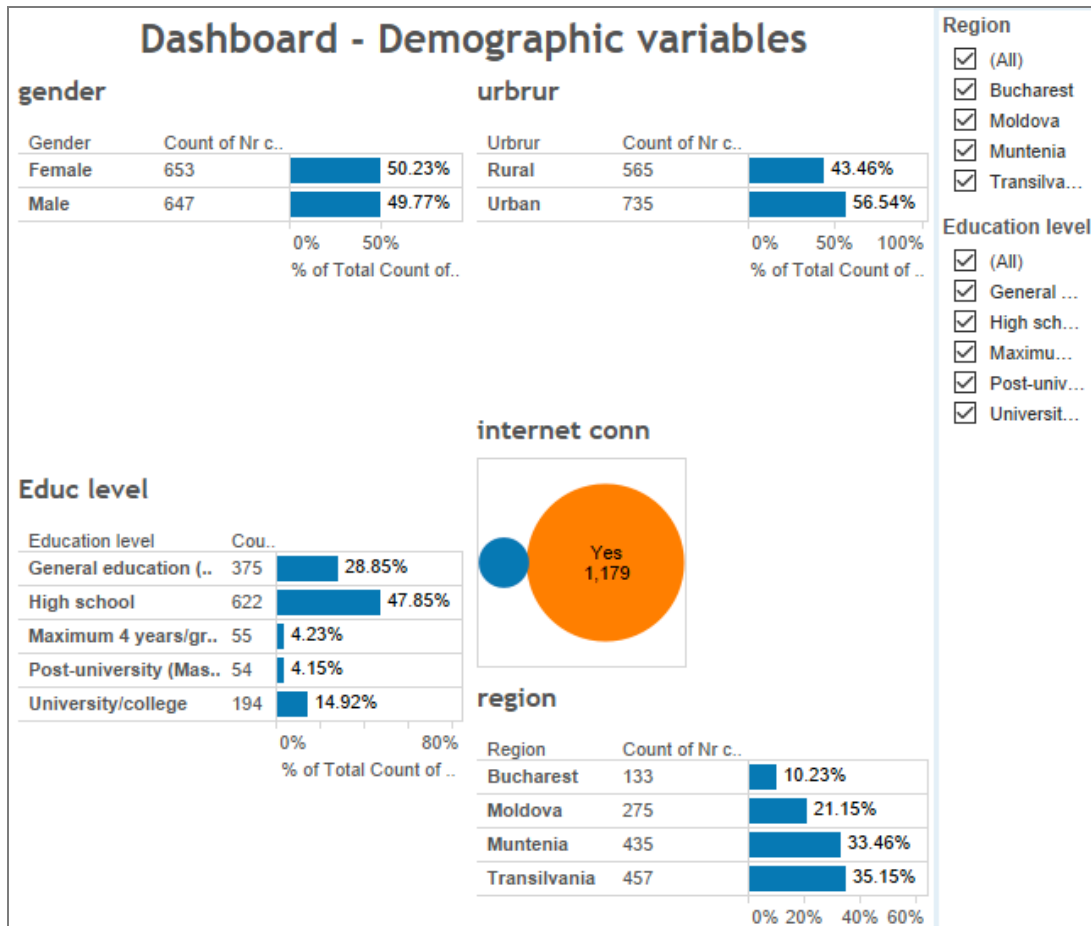 Dashboard - Demographic variables
gender
Gender Count of Nr c..
Female 653 50.23%
Male 647 49.77%
0% 50%
% of Total Count of..
urbrur
Urbrur Count of Nr c..
Rural 565 43.46%
Urban 735 56.54%
0% 50% 100%
% of Total Count of ..
Educ level
Education level Cou..
General education (.. 375 28.85%
High school 622 47.85%
Maximum 4 years/gr.. 55 4.23%
Post-university (Mas.. 54 4.15%
University/college 194 14.92%
0% 80%
% of Total Count of ..
internet conn
Yes
1,179
region
Region Count of Nr c..
Bucharest 133 10.23%
Moldova 275 21.15%
Muntenia 435 33.46%
Transilvania 457 35.15%
0% 20% 40% 60%
Region
(All)
Bucharest
Moldova
Muntenia
Transilva...
Education level
(All)
General ...
High sch...
Maximu...
Post-univ...
Universit...